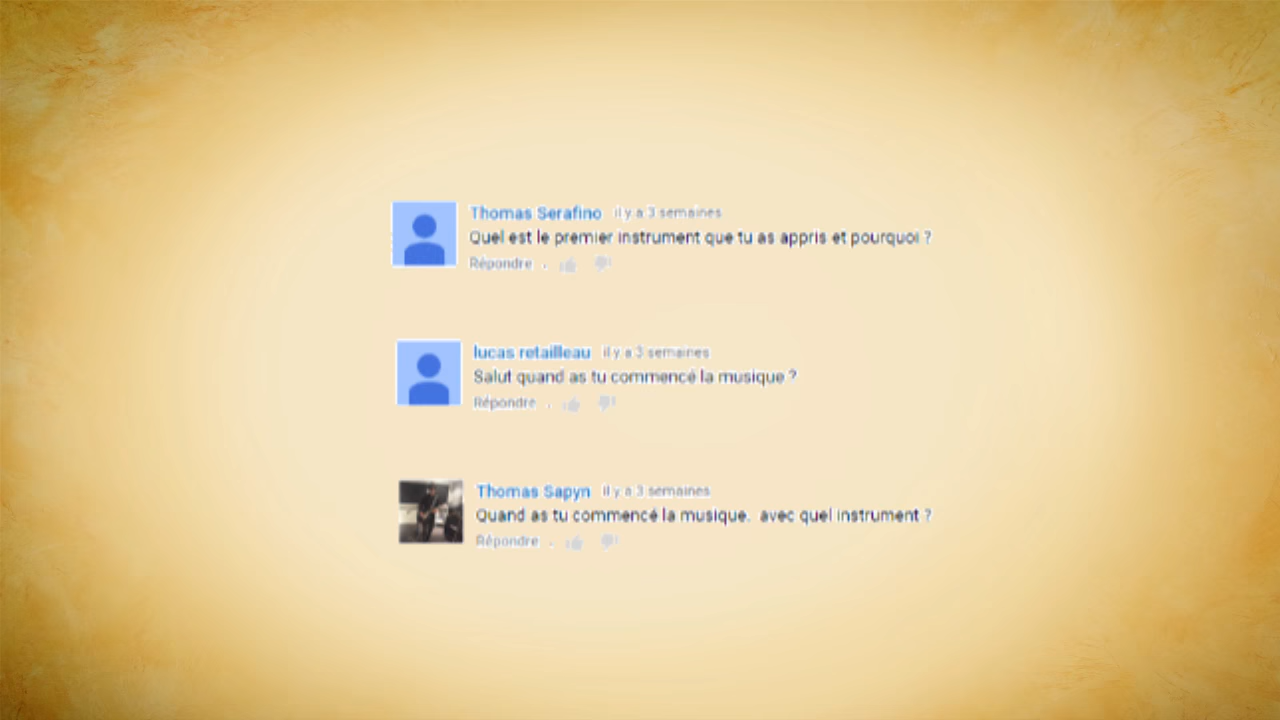 Thomas Serafino il y a 3 semaines
Quel est le premier instrument que tu as appris et pourquoi ?
Répondre .
lucas retailleau il y a 3 semaines
Salut quand as tu commencé la musique ?
Répondre .
Thomas Sapyn il y a 3 semaines
Quand as tu commencé la musique. avec quel instrument ?
Répondre .